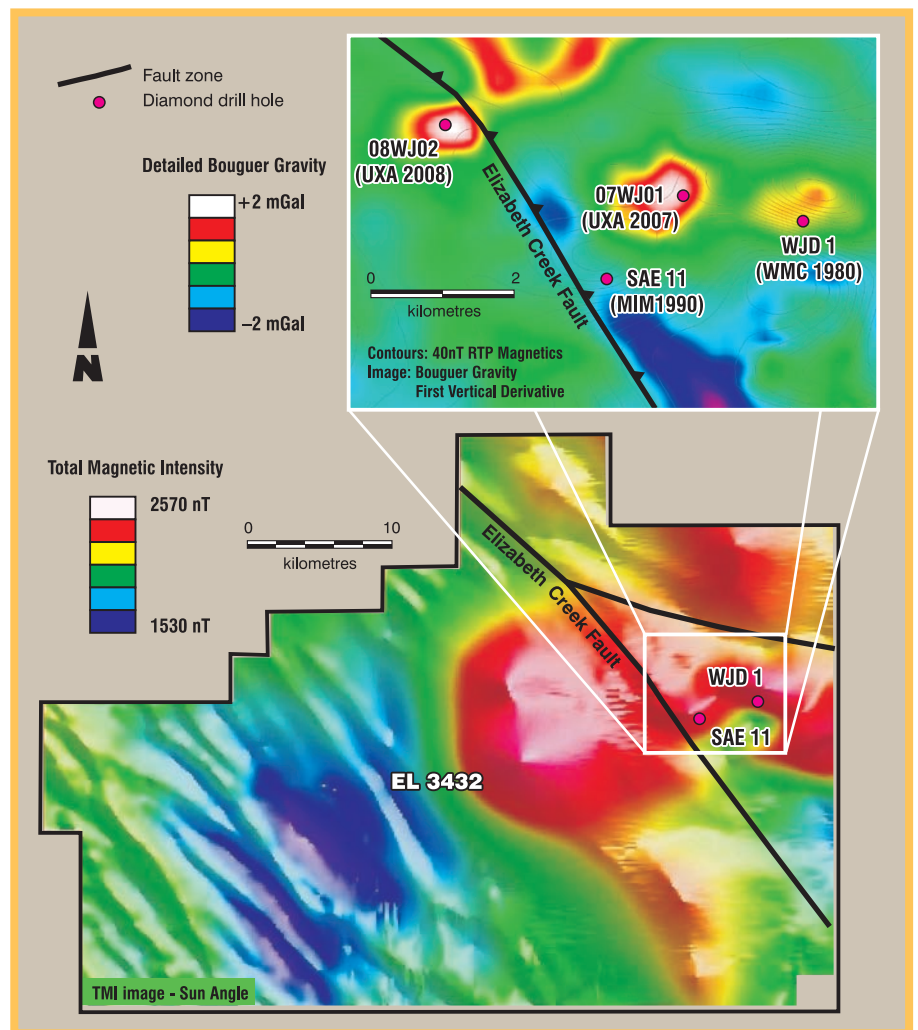 Fault zone
Diamond drill hole
Detailed Bouguer Gravity
+2 mGal
–2 mGal
N
08WJ02
(UXA 2008)
Elizabeth Creek Fault
07WJ01
(UXA 2007)
WJD 1
(WMC 1980)
SAE 11
(MIM1990)
0 2
kilometres
Contours: 40nT RTP Magnetics
Image: Bouguer Gravity
First Vertical Derivative
Total Magnetic Intensity
2570 nT
1530 nT
0 10
kilometres
Elizabeth Creek Fault
WJD 1
SAE 11
EL 3432
TMI image - Sun Angle